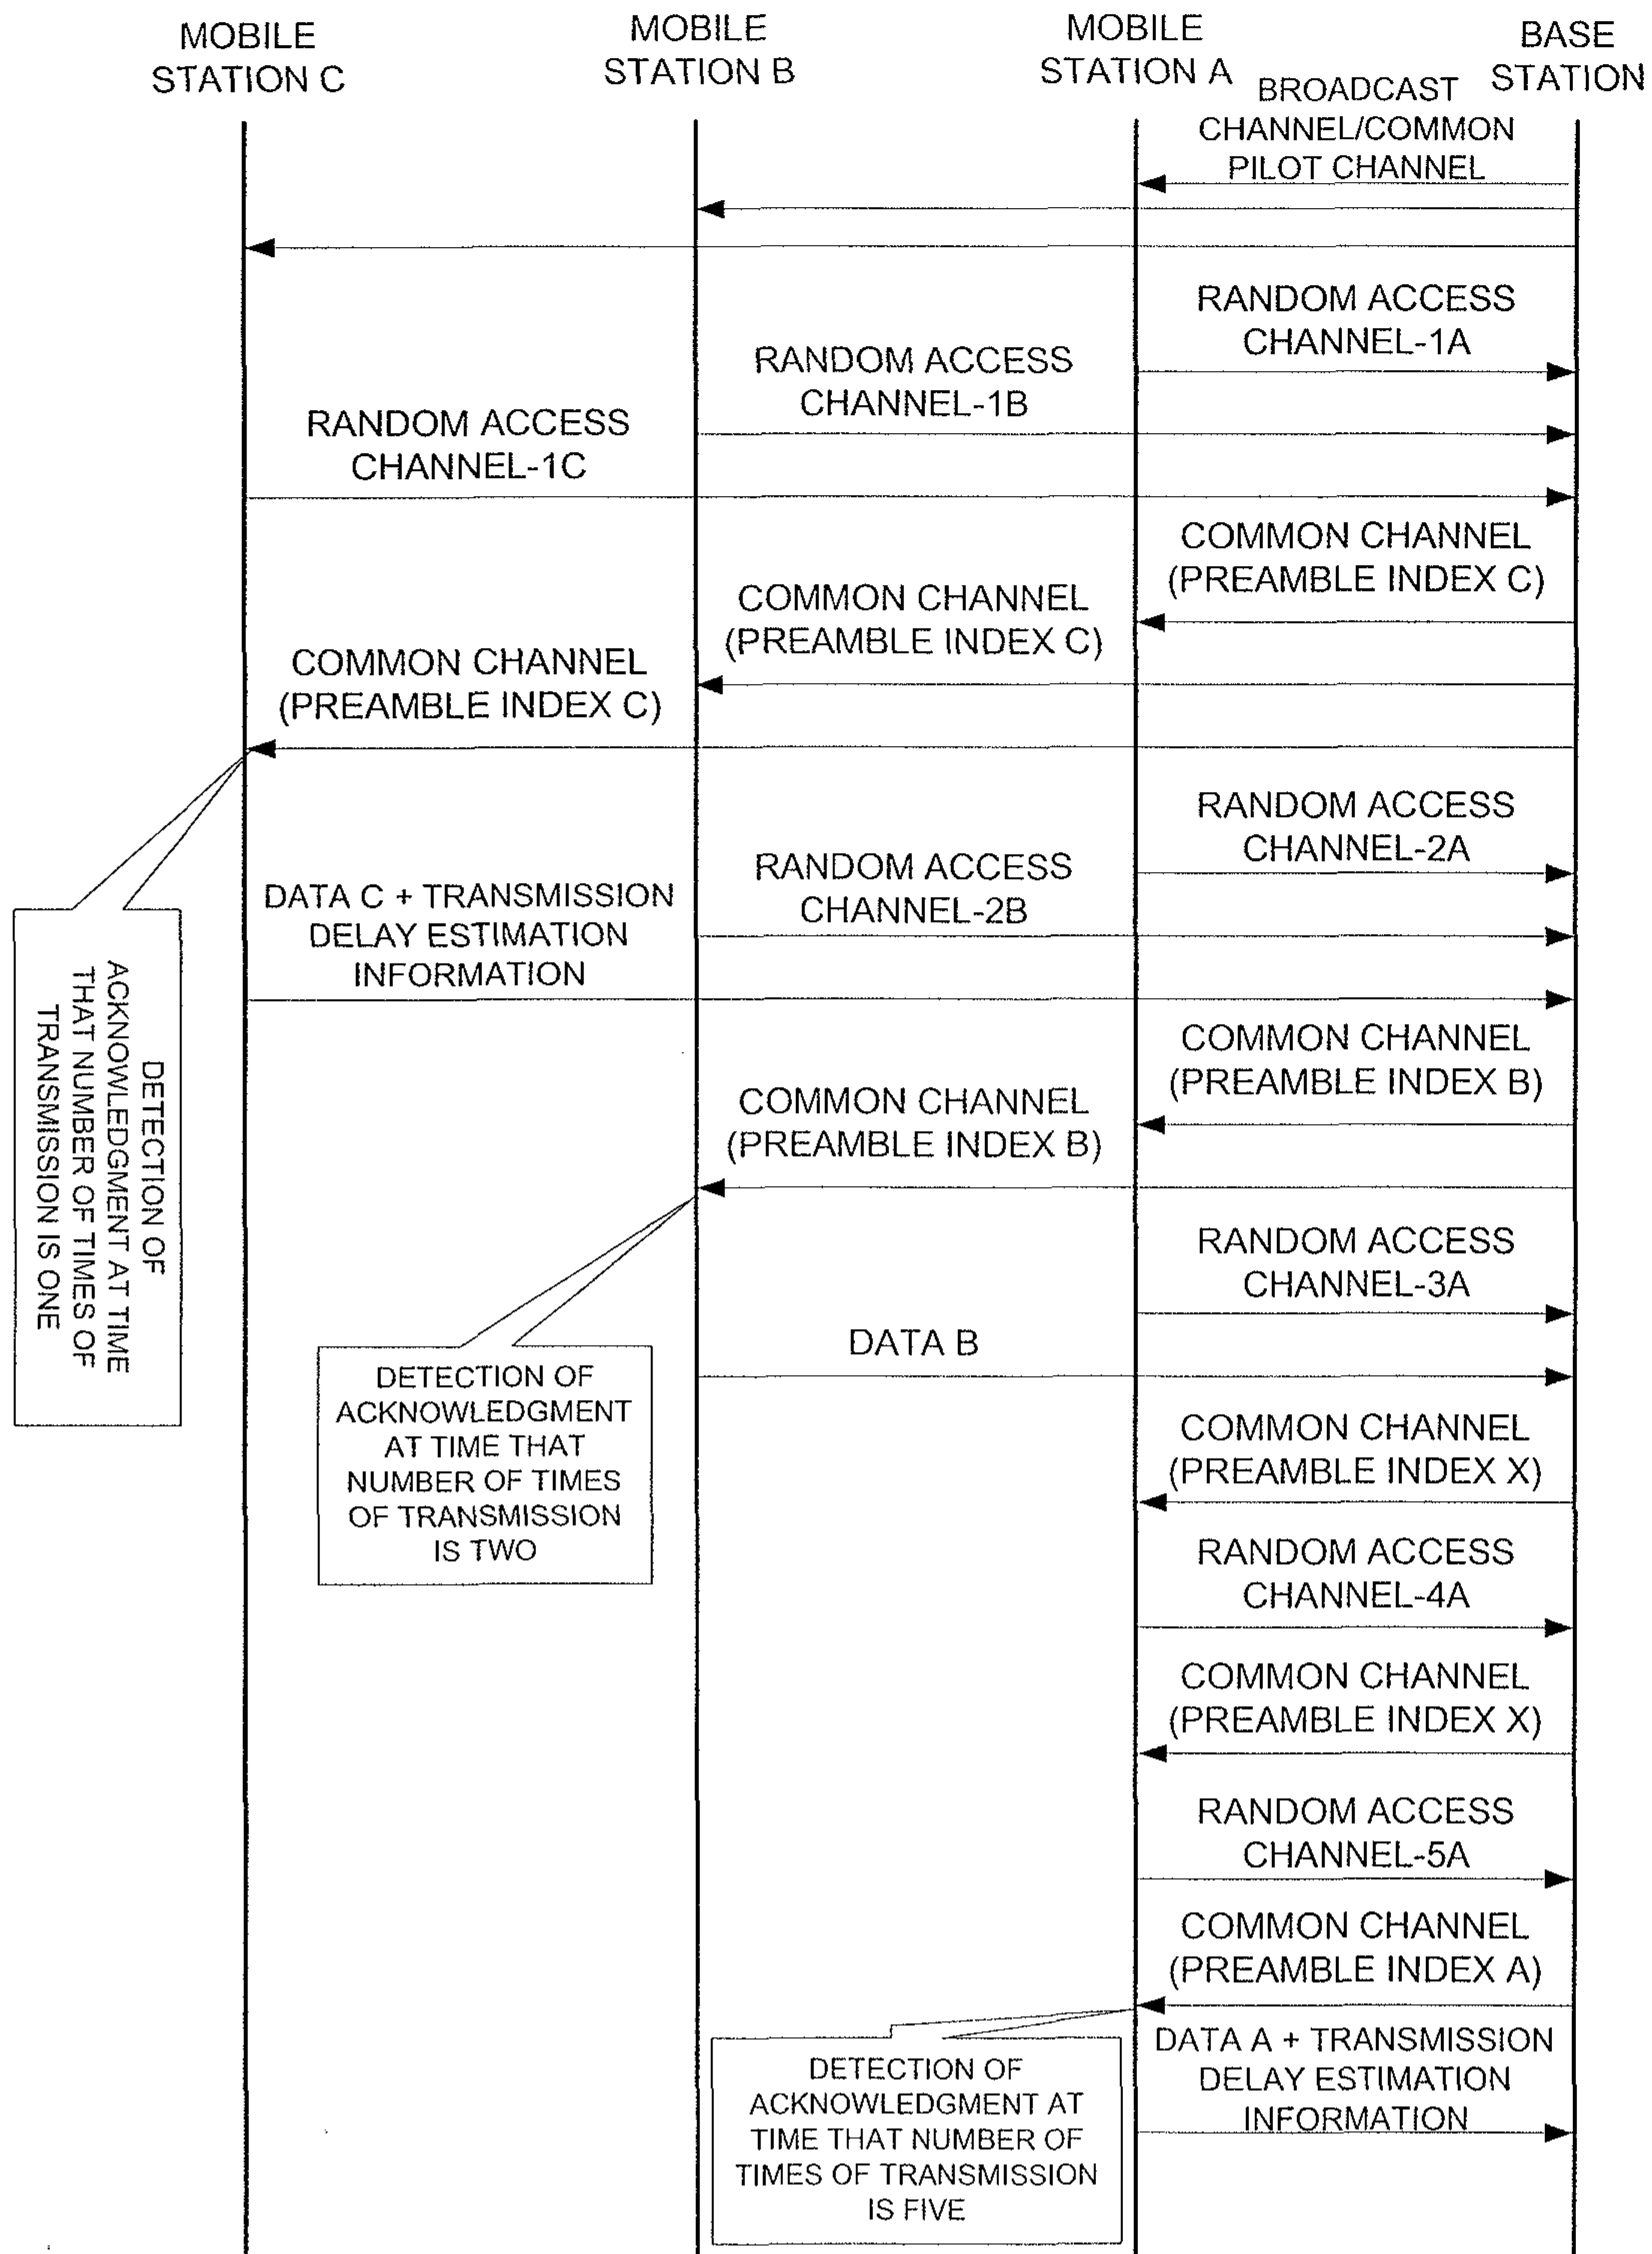 MOBILE
STATION C
MOBILE
STATION B
MOBILE
STATION A
BASE
STATION
BROADCAST
CHANNEL/COMMON
PILOT CHANNEL
RANDOM ACCESS
CHANNEL-1A
RANDOM ACCESS
CHANNEL-1B
RANDOM ACCESS
CHANNEL-1C
COMMON CHANNEL
(PREAMBLE INDEX C)
COMMON CHANNEL
(PREAMBLE INDEX C)
COMMON CHANNEL
(PREAMBLE INDEX C)
RANDOM ACCESS
CHANNEL-2A
RANDOM ACCESS
CHANNEL-2B
DATA C + TRANSMISSION
DELAY ESTIMATION
INFORMATION
DETECTION OF
ACKNOWLEDGMENT AT TIME
THAT NUMBER OF TIMES OF
TRANSMISSION IS ONE
COMMON CHANNEL
(PREAMBLE INDEX B)
COMMON CHANNEL
(PREAMBLE INDEX B)
RANDOM ACCESS
CHANNEL-3A
DATA B
DETECTION OF
ACKNOWLEDGMENT
AT TIME THAT
NUMBER OF TIMES
OF TRANSMISSION
IS TWO
COMMON CHANNEL
(PREAMBLE INDEX X)
RANDOM ACCESS
CHANNEL-4A
COMMON CHANNEL
(PREAMBLE INDEX X)
RANDOM ACCESS
CHANNEL-5A
COMMON CHANNEL
(PREAMBLE INDEX A)
DATA A + TRANSMISSION
DELAY ESTIMATION
INFORMATION
DETECTION OF
ACKNOWLEDGMENT AT
TIME THAT NUMBER OF
TIMES OF TRANSMISSION
IS FIVE